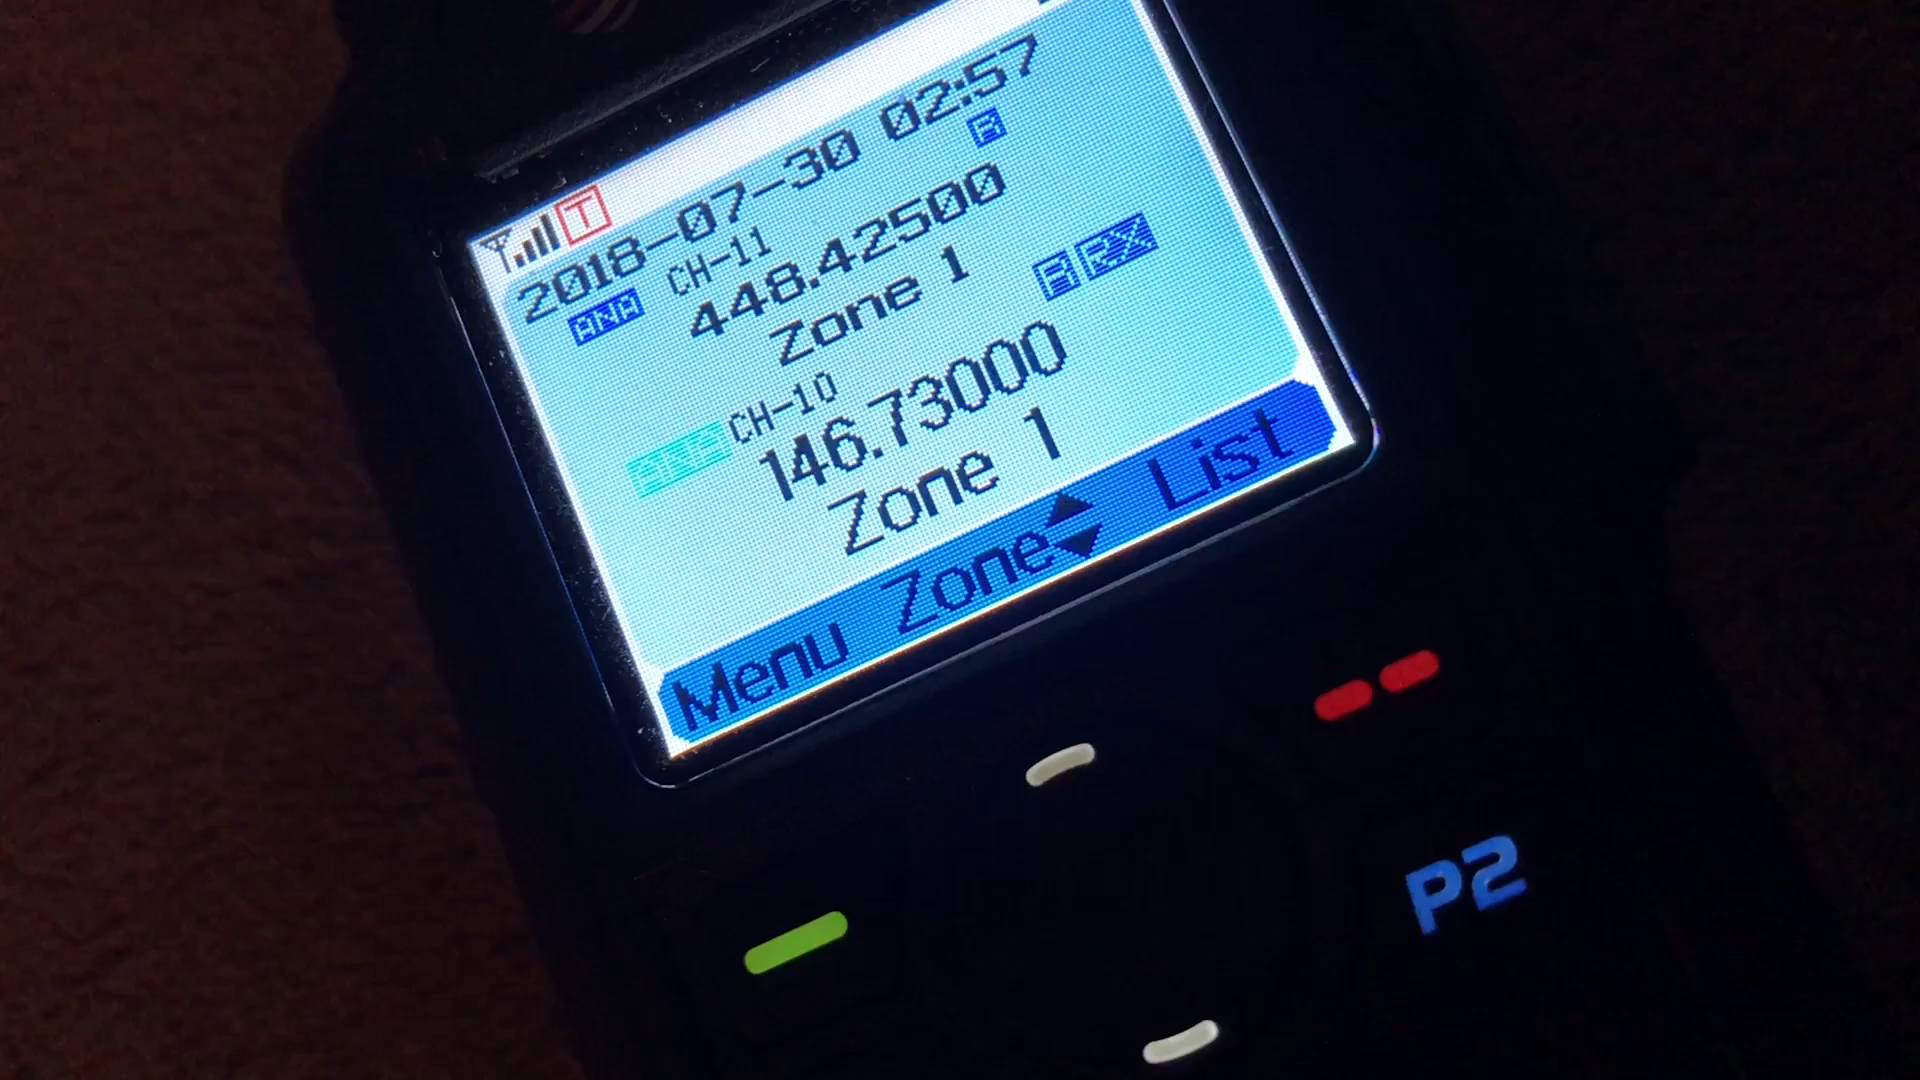 T
2018-07-30 02:57
ANA CH-11 R
448.42500
Zone 1
CH-10 R RX
146.73000
Zone 1
Menu Zone List
P2